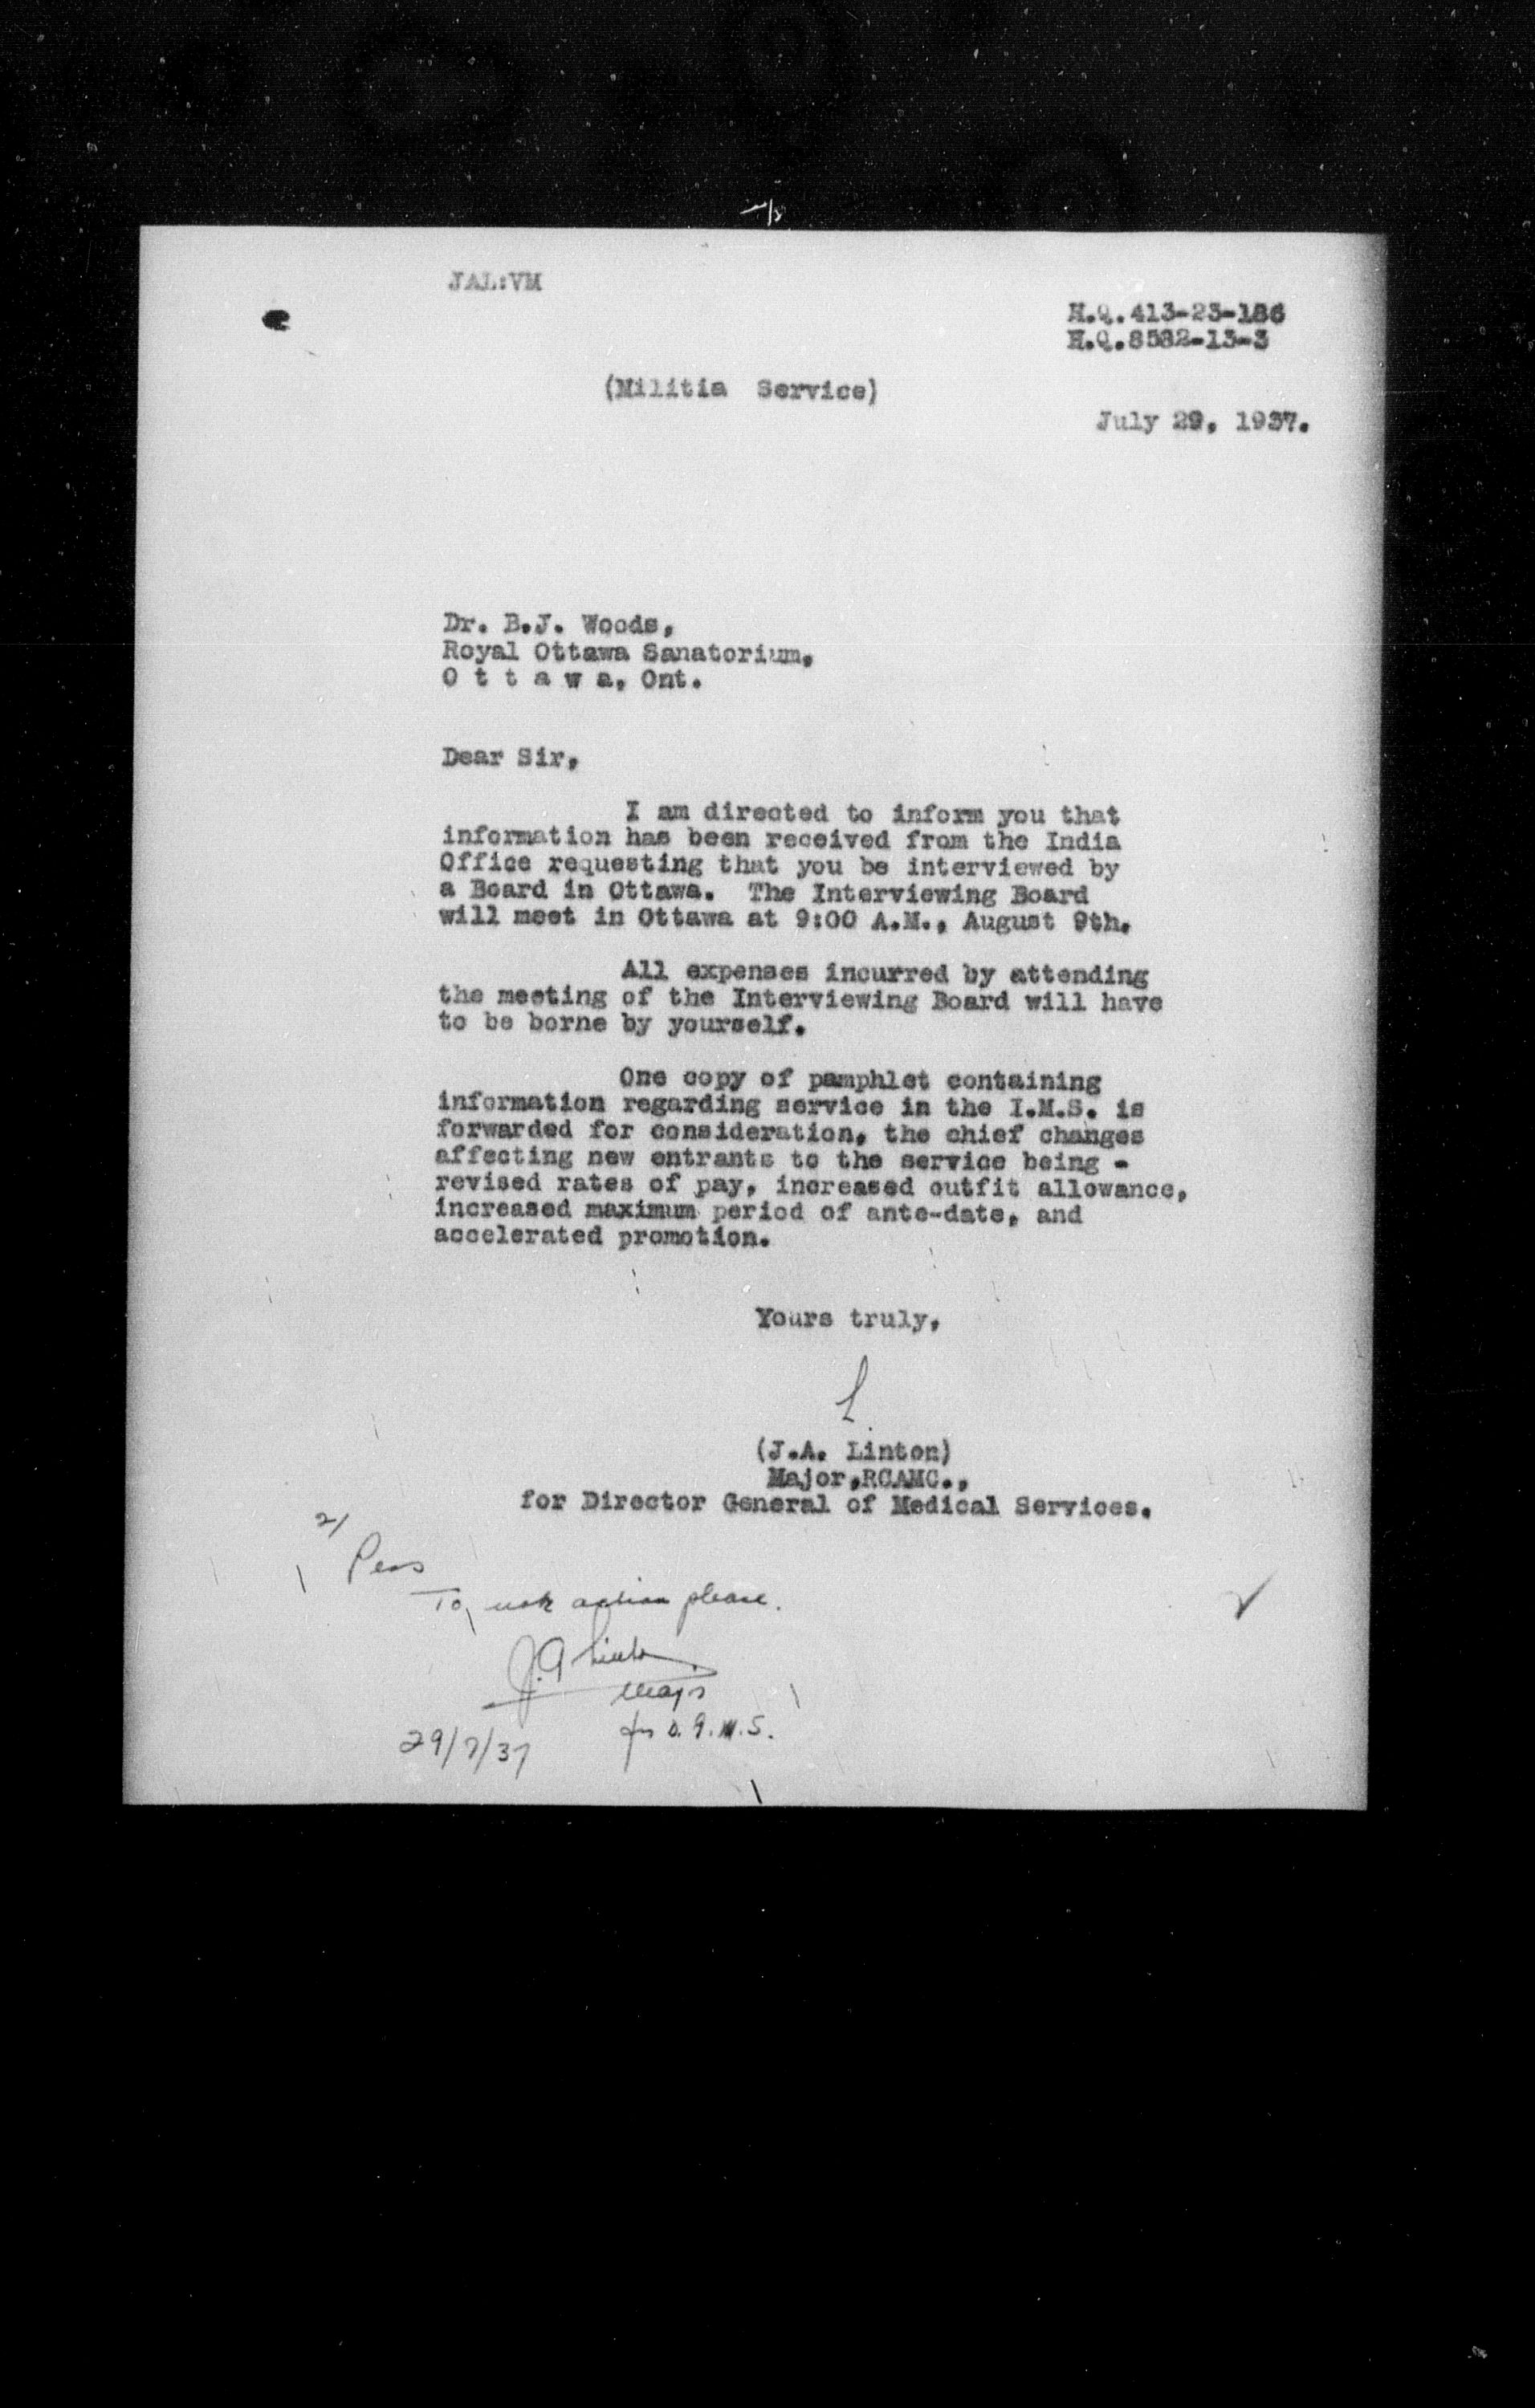 JAL:VM
H.Q.413-23-186
H.Q.8582-13-3
(Militia Service)
July 29, 1937.
Dr. B.J. Woods,
Royal Ottawa Sanatorium,
O t t a w a, Ont.
Dear Sir,
I am directed to inform you that
information has been received from the India
Office requesting that you be interviewed by
a Board in Ottawa. The Interviewing Board
will meet in Ottawa at 9:00 A.M., August 9th.
All expenses incurred by attending
the meeting of the Interviewing Board will have
to be borne by yourself.
One copy of pamphlet containing
information regarding service in the I.M.S. is
forwarded for consideration, the chief changes
affecting new entrants to the service being -
revised rates of pay, increased outfit allowance,
increased maximum period of ante-date, and
accelerated promotion.
Yours truly,
L
(J.A. Linton)
Major,RCAMC.,
for Director General of Medical Services.
2/
Pers
To note action please.
J.A Linton
Major
for D.G.M.S.
29/7/37